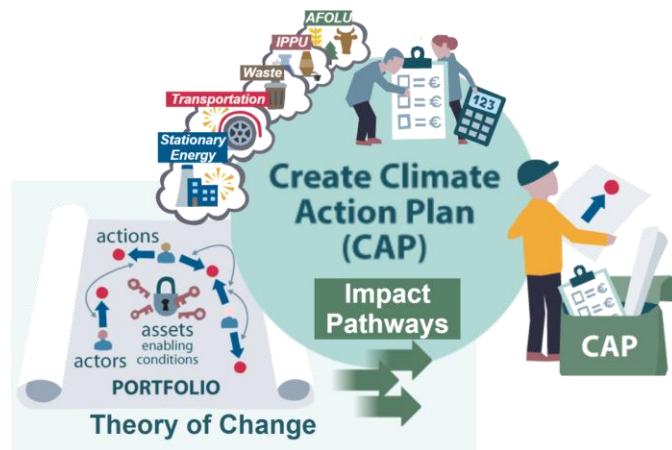 AFOLU
IPPU
Waste
Transportation
Stationary
Energy
123
= €
= €
= €
Create Climate
Action Plan
(CAP)
actions
assets
enabling
conditions
actors
PORTFOLIO
Theory of Change
Impact
Pathways
= €
= €
CAP